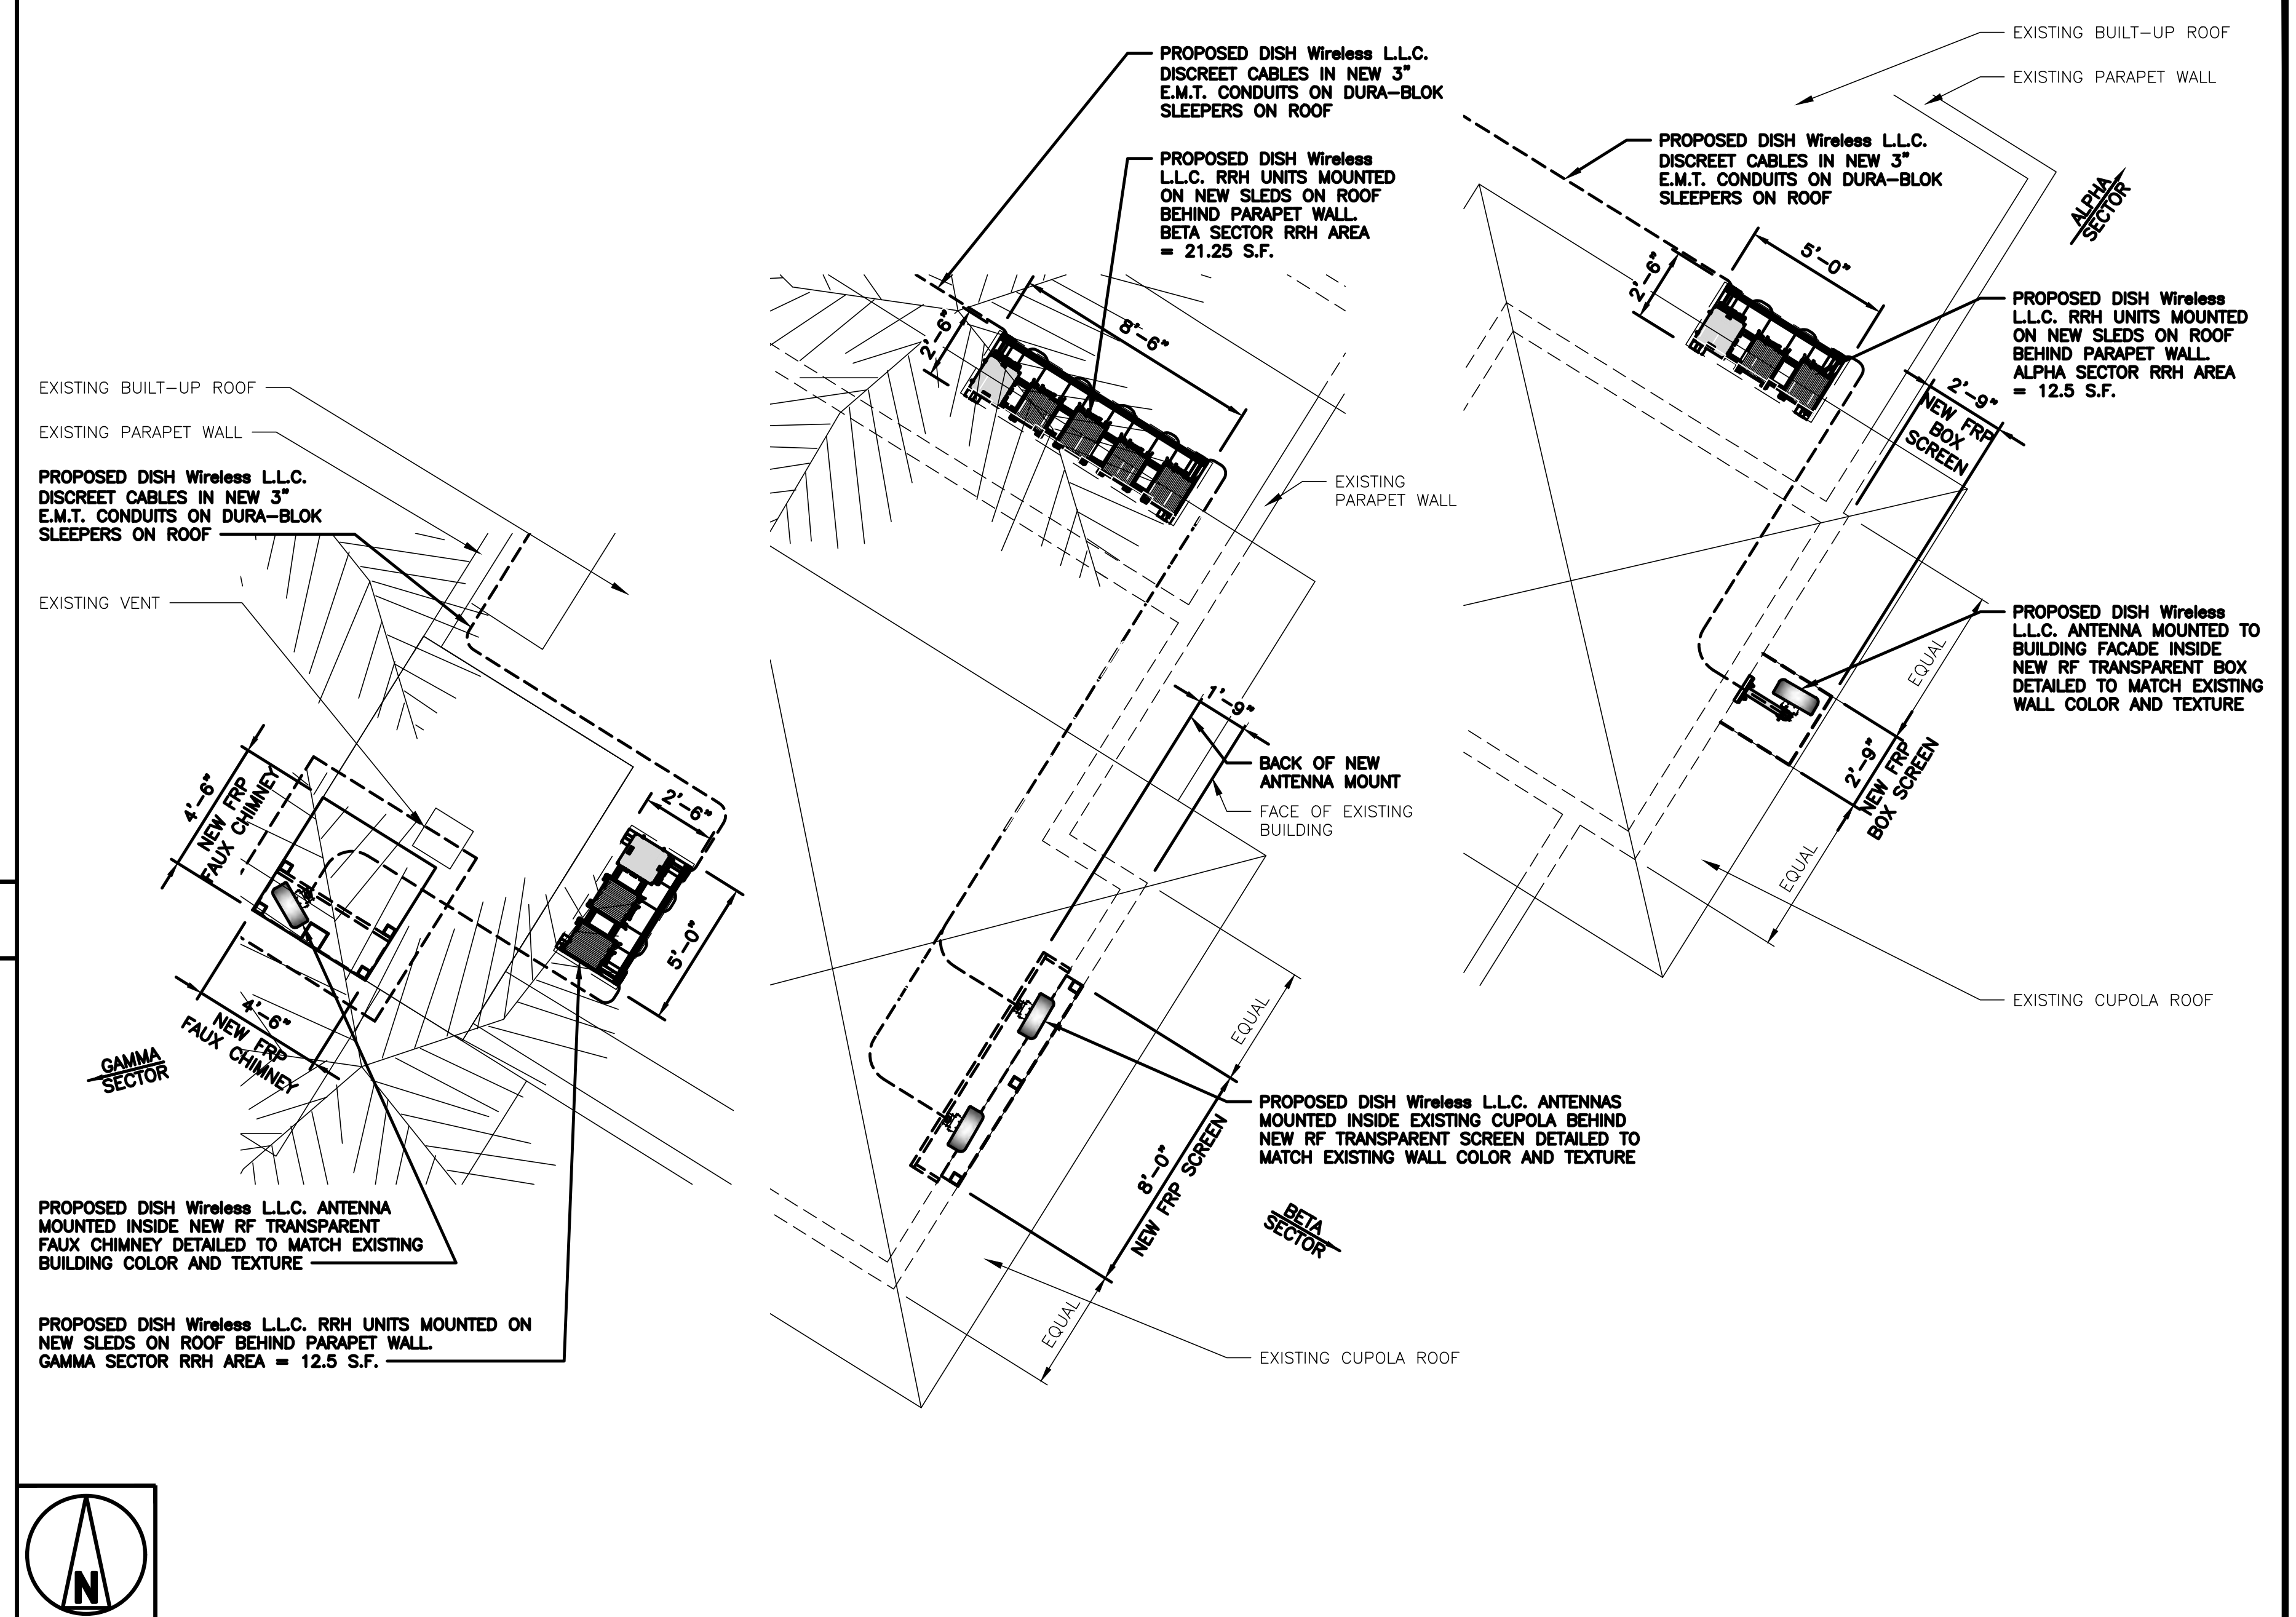 EXISTING BUILT-UP ROOF
EXISTING PARAPET WALL
PROPOSED DISH Wireless L.L.C.
DISCREET CABLES IN NEW 3"
E.M.T. CONDUITS ON DURA-BLOK
SLEEPERS ON ROOF
EXISTING VENT
4'-6"
NEW FRP
FAUX CHIMNEY
4'-6"
NEW FRP
FAUX CHIMNEY
2'-6"
5'-0"
GAMMA
SECTOR
PROPOSED DISH Wireless L.L.C. ANTENNA
MOUNTED INSIDE NEW RF TRANSPARENT
FAUX CHIMNEY DETAILED TO MATCH EXISTING
BUILDING COLOR AND TEXTURE
PROPOSED DISH Wireless L.L.C. RRH UNITS MOUNTED ON
NEW SLEDS ON ROOF BEHIND PARAPET WALL.
GAMMA SECTOR RRH AREA = 12.5 S.F.
N
PROPOSED DISH Wireless L.L.C.
DISCREET CABLES IN NEW 3"
E.M.T. CONDUITS ON DURA-BLOK
SLEEPERS ON ROOF
PROPOSED DISH Wireless
L.L.C. RRH UNITS MOUNTED
ON NEW SLEDS ON ROOF
BEHIND PARAPET WALL.
BETA SECTOR RRH AREA
= 21.25 S.F.
2'-6"
8'-6"
EXISTING
PARAPET WALL
1'-9"
BACK OF NEW
ANTENNA MOUNT
FACE OF EXISTING
BUILDING
EQUAL
8'-0"
NEW FRP SCREEN
EQUAL
PROPOSED DISH Wireless L.L.C. ANTENNAS
MOUNTED INSIDE EXISTING CUPOLA BEHIND
NEW RF TRANSPARENT SCREEN DETAILED TO
MATCH EXISTING WALL COLOR AND TEXTURE
BETA
SECTOR
EXISTING CUPOLA ROOF
EXISTING BUILT-UP ROOF
EXISTING PARAPET WALL
PROPOSED DISH Wireless L.L.C.
DISCREET CABLES IN NEW 3"
E.M.T. CONDUITS ON DURA-BLOK
SLEEPERS ON ROOF
ALPHA
SECTOR
2'-6"
5'-0"
PROPOSED DISH Wireless
L.L.C. RRH UNITS MOUNTED
ON NEW SLEDS ON ROOF
BEHIND PARAPET WALL.
ALPHA SECTOR RRH AREA
= 12.5 S.F.
2'-9"
NEW FRP
BOX
SCREEN
PROPOSED DISH Wireless
L.L.C. ANTENNA MOUNTED TO
BUILDING FACADE INSIDE
NEW RF TRANSPARENT BOX
DETAILED TO MATCH EXISTING
WALL COLOR AND TEXTURE
EQUAL
2'-9"
NEW FRP
BOX SCREEN
EQUAL
EXISTING CUPOLA ROOF